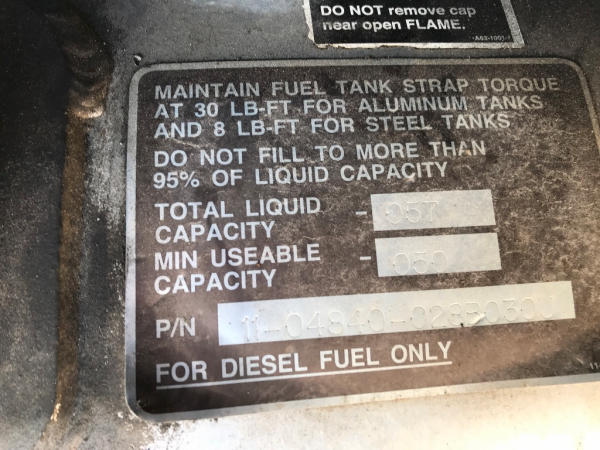 DO NOT remove cap
near open FLAME.
MAINTAIN FUEL TANK STRAP TORQUE
AT 30 LB-FT FOR ALUMINUM TANKS
AND 8 LB-FT FOR STEEL TANKS
DO NOT FILL TO MORE THAN
95% OF LIQUID CAPACITY
TOTAL LIQUID - 057
CAPACITY
MIN USEABLE - 050
CAPACITY
P/N
FOR DIESEL FUEL ONLY